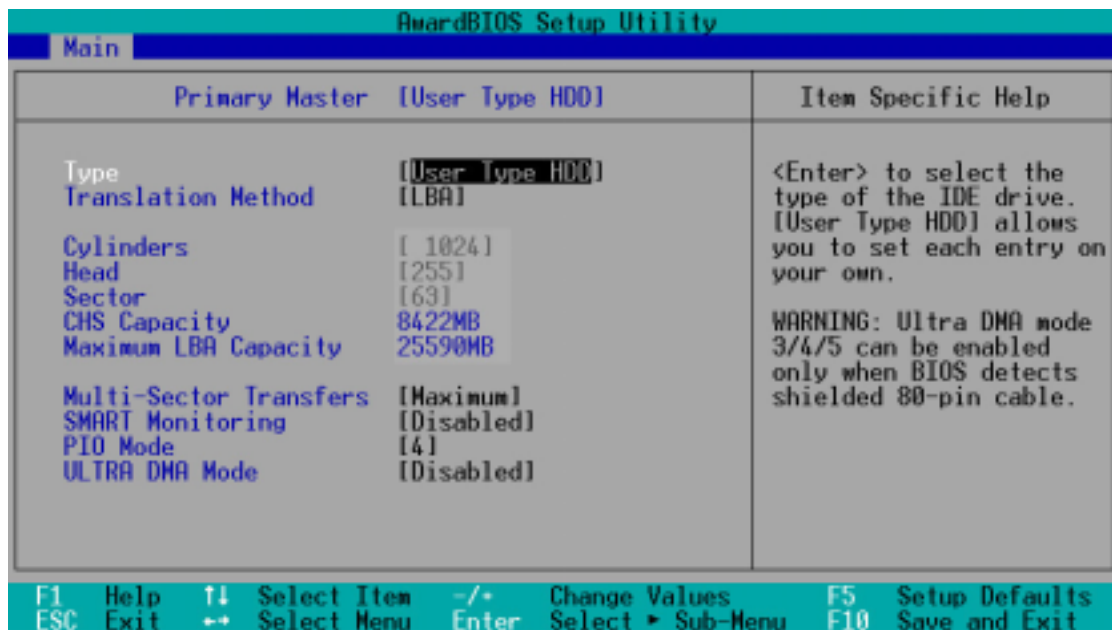 AwardBIOS Setup Utility
Main
Primary Master [User Type HDD]
Type [User Type HDD]
Translation Method [LBA]
Cylinders [ 1024]
Head [255]
Sector [63]
CHS Capacity 8422MB
Maximum LBA Capacity 25590MB
Multi-Sector Transfers [Maximum]
SMART Monitoring [Disabled]
PIO Mode [4]
ULTRA DMA Mode [Disabled]
Item Specific Help
<Enter> to select the
type of the IDE drive.
[User Type HDD] allows
you to set each entry on
your own.
WARNING: Ultra DMA mode
3/4/5 can be enabled
only when BIOS detects
shielded 80-pin cable.
F1 Help ↑↓ Select Item -/+ Change Values F5 Setup Defaults
ESC Exit ←→ Select Menu Enter Select ► Sub-Menu F10 Save and Exit